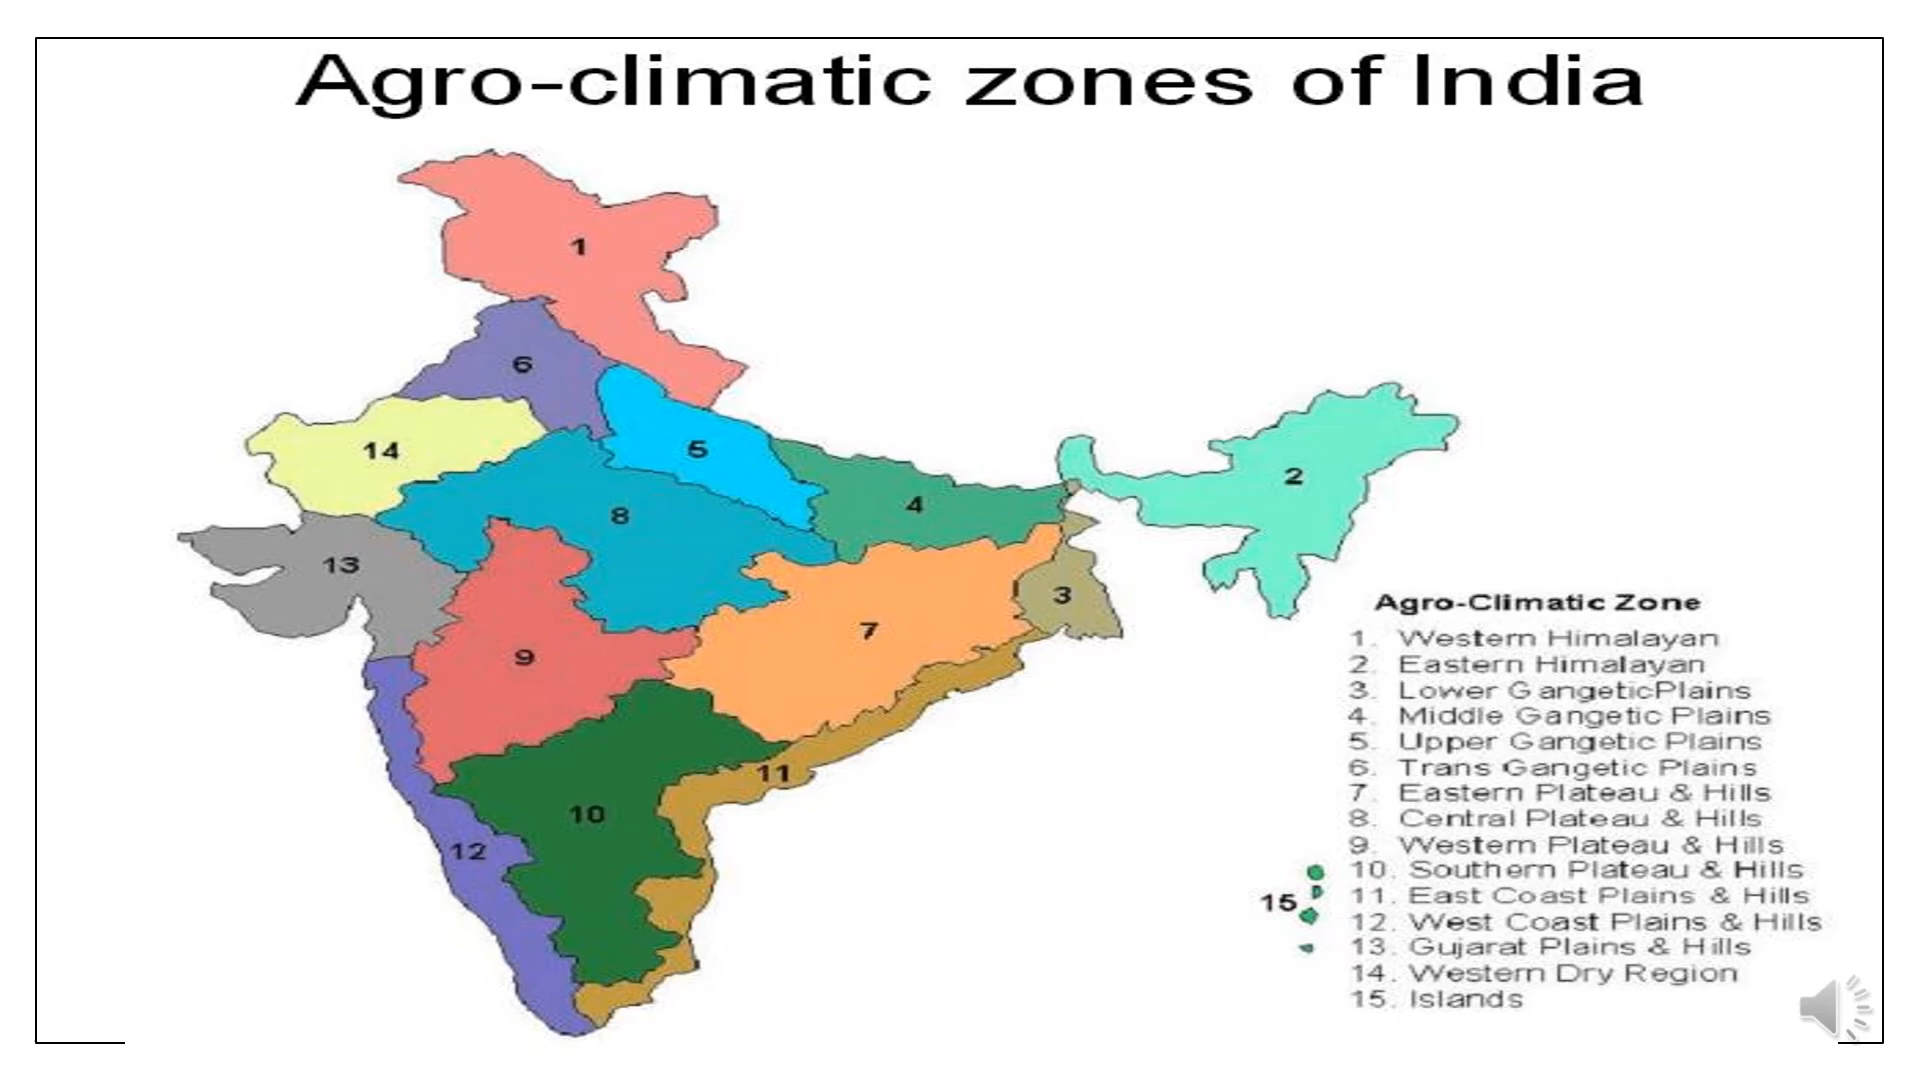 Agro-climatic zones of India
1
6
14
5
2
4
8
13
3
7
9
11
10
12
15
Agro-Climatic Zone
1. Western Himalayan
2. Eastern Himalayan
3. Lower GangeticPlains
4. Middle Gangetic Plains
5. Upper Gangetic Plains
6. Trans Gangetic Plains
7. Eastern Plateau & Hills
8. Central Plateau & Hills
9. Western Plateau & Hills
10. Southern Plateau & Hills
11. East Coast Plains & Hills
12. West Coast Plains & Hills
13. Gujarat Plains & Hills
14. Western Dry Region
15. Islands